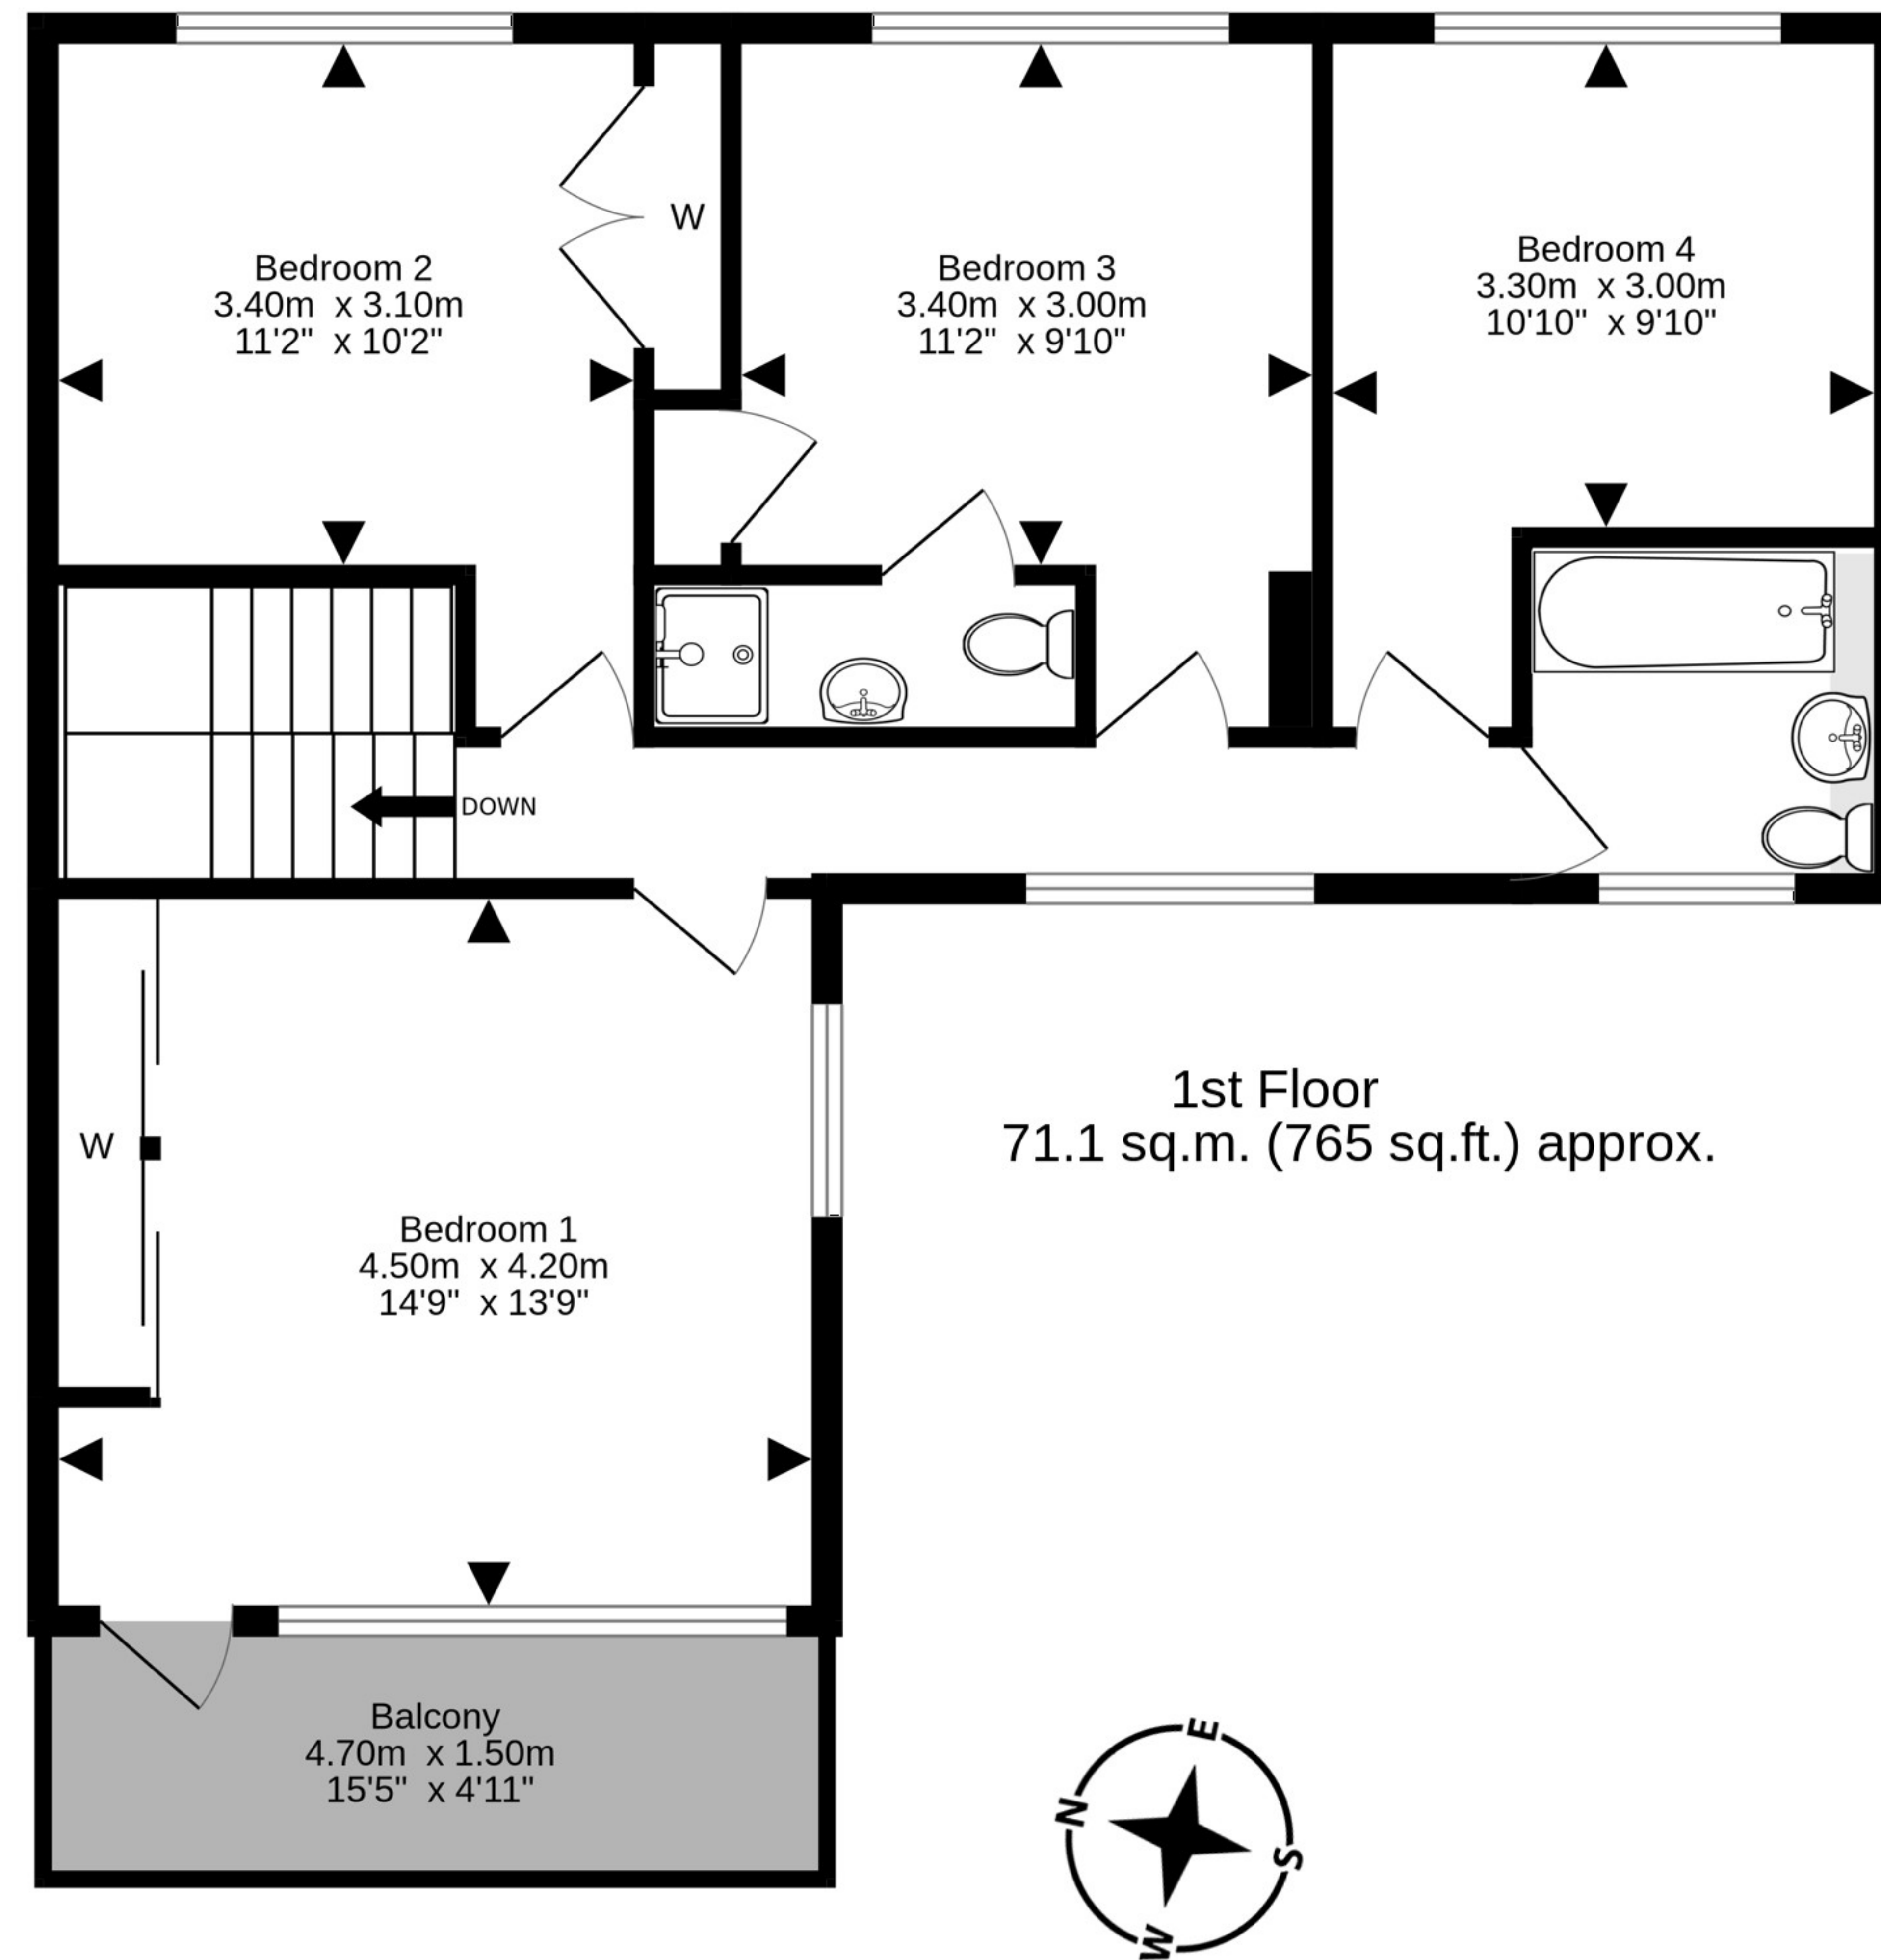 W
Bedroom 2
3.40m x 3.10m
11'2" x 10'2"
Bedroom 3
3.40m x 3.00m
11'2" x 9'10"
Bedroom 4
3.30m x 3.00m
10'10" x 9'10"
DOWN
W
Bedroom 1
4.50m x 4.20m
14'9" x 13'9"
1st Floor
71.1 sq.m. (765 sq.ft.) approx.
Balcony
4.70m x 1.50m
15'5" x 4'11"
E
N
S
W